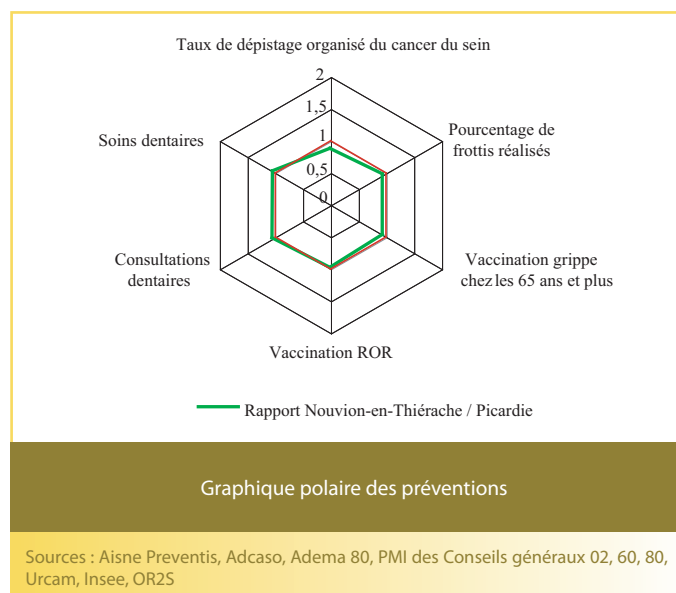 Taux de dépistage organisé du cancer du sein
2
1,5
1
0,5
0
Soins dentaires
Pourcentage de
frottis réalisés
Consultations
dentaires
Vaccination grippe
chez les 65 ans et plus
Vaccination ROR
Rapport Nouvion-en-Thiérache / Picardie
Graphique polaire des préventions
Sources : Aisne Preventis, Adcaso, Adema 80, PMI des Conseils généraux 02, 60, 80,
Urcam, Insee, OR2S